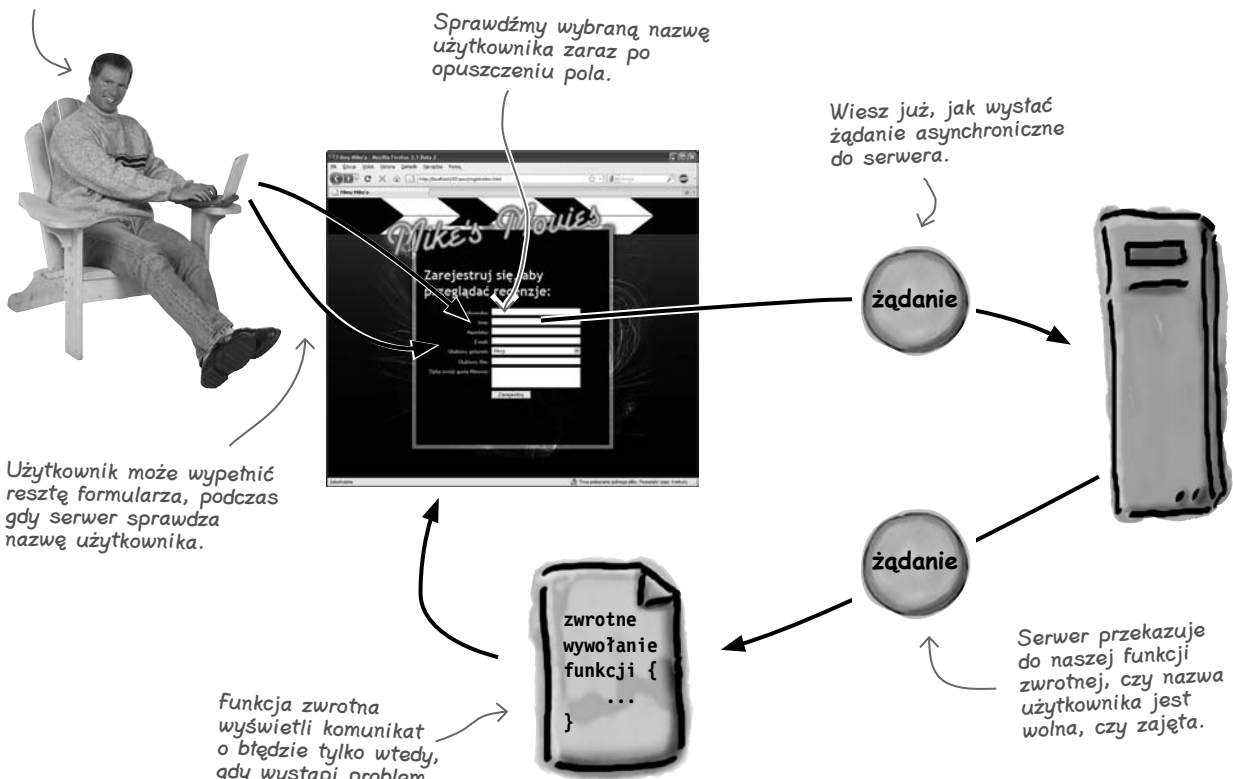 Sprawdźmy wybraną nazwę
użytkownika zaraz po
opuszczeniu pola.
Wiesz już, jak wysłać
żądanie asynchroniczne
do serwera.
Mike's Movies
Zarejestruj się, aby
przeglądać recenzje:
Zarejestruj
żądanie
Użytkownik może wypełnić
resztę formularza, podczas
gdy serwer sprawdza
nazwę użytkownika.
żądanie
zwrotne
wywołanie
funkcji {
...
}
Serwer przekazuje
do naszej funkcji
zwrotnej, czy nazwa
użytkownika jest
wolna, czy zajęta.
Funkcja zwrotna
wyświetli komunikat
o błędzie tylko wtedy,
gdy wystąpi problem